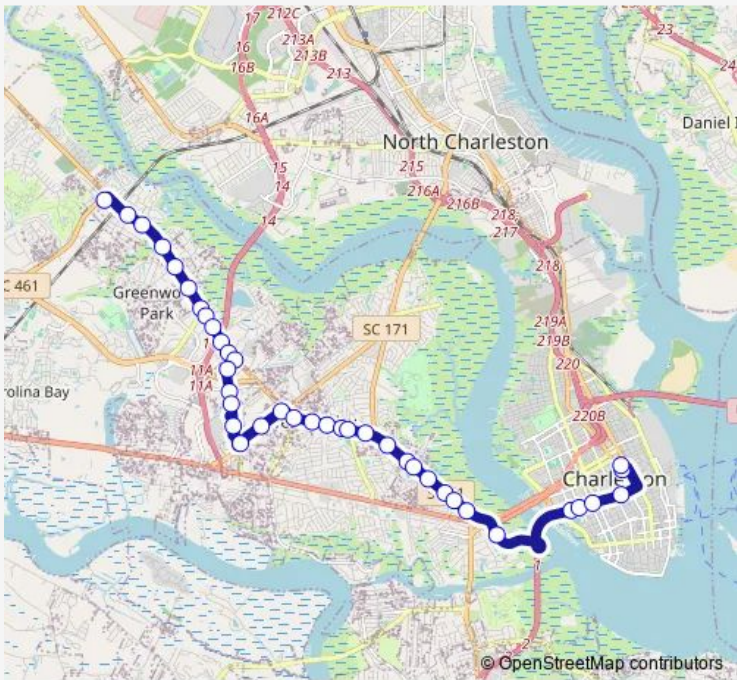 17
212C
213A
213B
16
16B
213
23
24
16A
Daniel I
North Charleston
15
14
215
216A
216B
218;
217
14
218
C 461
Greenwo
Park
SC 171
219A
219B
11A
11A
220
rolina Bay
220B
Charleston
1
2
© OpenStreetMap contributors